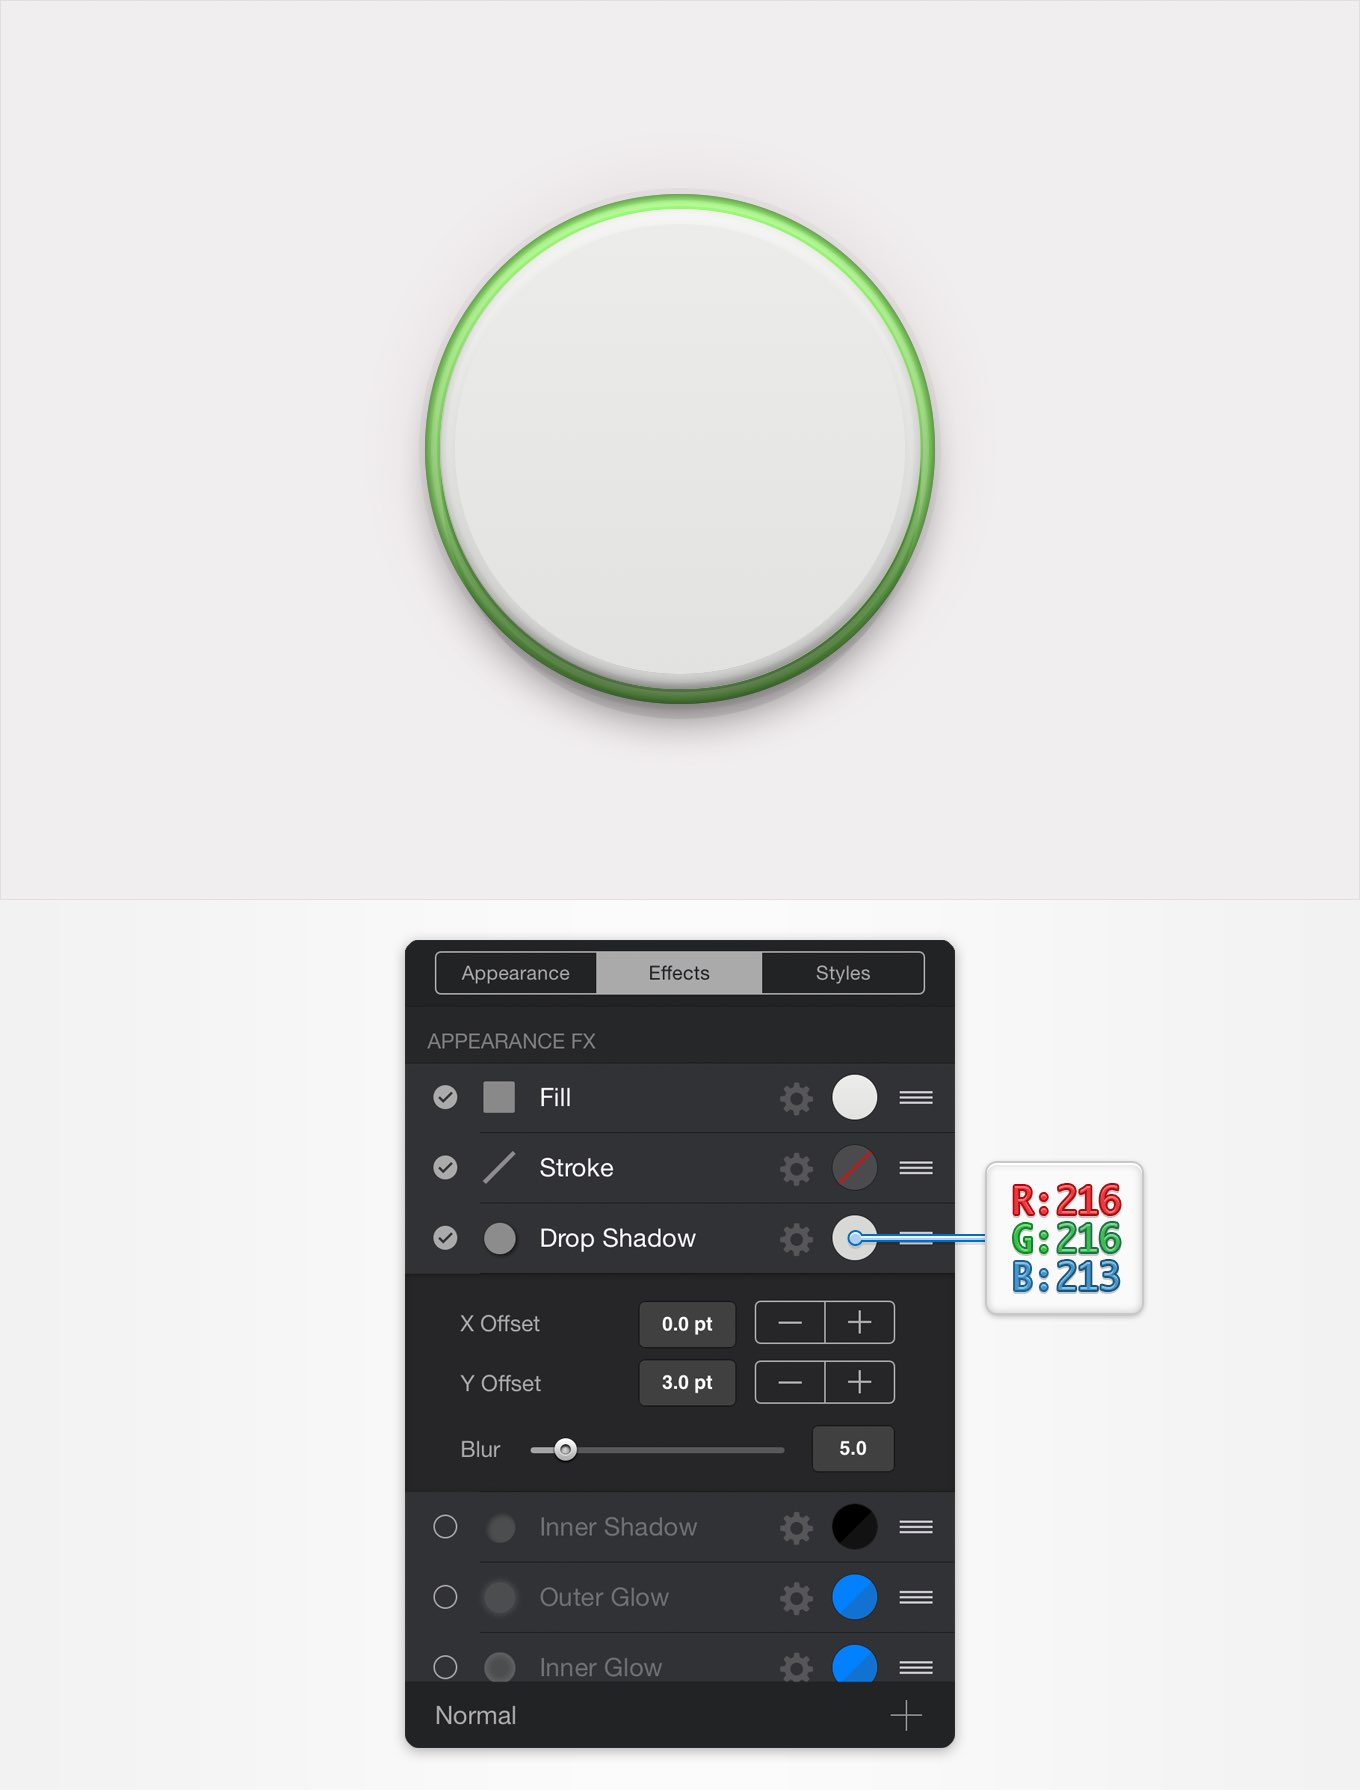 Appearance Effects Styles
APPEARANCE FX
Fill
Stroke
Drop Shadow
R:216
G:216
B:213
X Offset 0.0 pt
Y Offset 3.0 pt
Blur 5.0
Inner Shadow
Outer Glow
Inner Glow
Normal